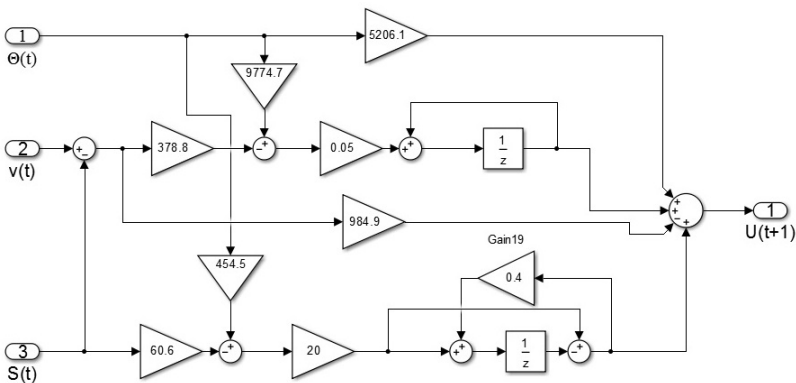 1
5206.1
Θ(t)
9774.7
2
378.8
0.05
1
z
v(t)
984.9
1
U(t+1)
Gain19
454.5
0.4
3
60.6
20
1
z
S(t)